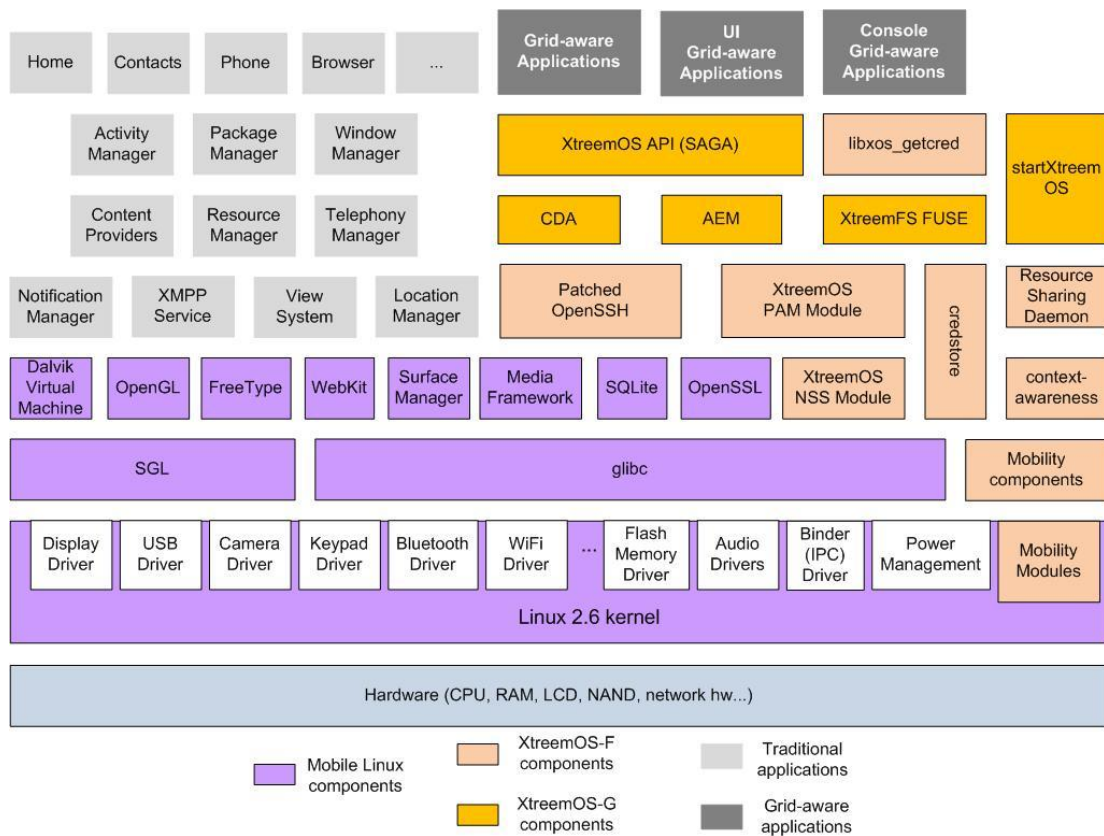 Home
Contacts
Phone
Browser
...
Grid-aware
Applications
UI
Grid-aware
Applications
Console
Grid-aware
Applications
Activity
Manager
Package
Manager
Window
Manager
XtreemOS API (SAGA)
libxos_getcred
startXtreem
OS
Content
Providers
Resource
Manager
Telephony
Manager
CDA
AEM
XtreemFS FUSE
Notification
Manager
XMPP
Service
View
System
Location
Manager
Patched
OpenSSH
XtreemOS
PAM Module
credstore
Resource
Sharing
Daemon
Dalvik
Virtual
Machine
OpenGL
FreeType
WebKit
Surface
Manager
Media
Framework
SQLite
OpenSSL
XtreemOS
NSS Module
context-
awareness
SGL
glibc
Mobility
components
Display
Driver
USB
Driver
Camera
Driver
Keypad
Driver
Bluetooth
Driver
WiFi
Driver
...
Flash
Memory
Driver
Audio
Drivers
Binder
(IPC)
Driver
Power
Management
Mobility
Modules
Linux 2.6 kernel
Hardware (CPU, RAM, LCD, NAND, network hw...)
Mobile Linux
components
XtreemOS-F
components
XtreemOS-G
components
Traditional
applications
Grid-aware
applications